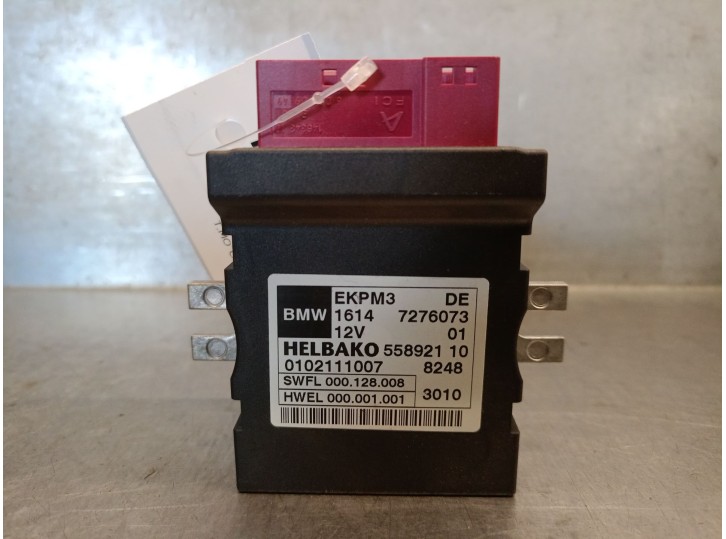 FCI
A
BMW
EKPM3 DE
1614 7276073
12V 01
HELBAKO 558921 10
0102111007 8248
SWFL 000.128.008
HWEL 000.001.001 3010